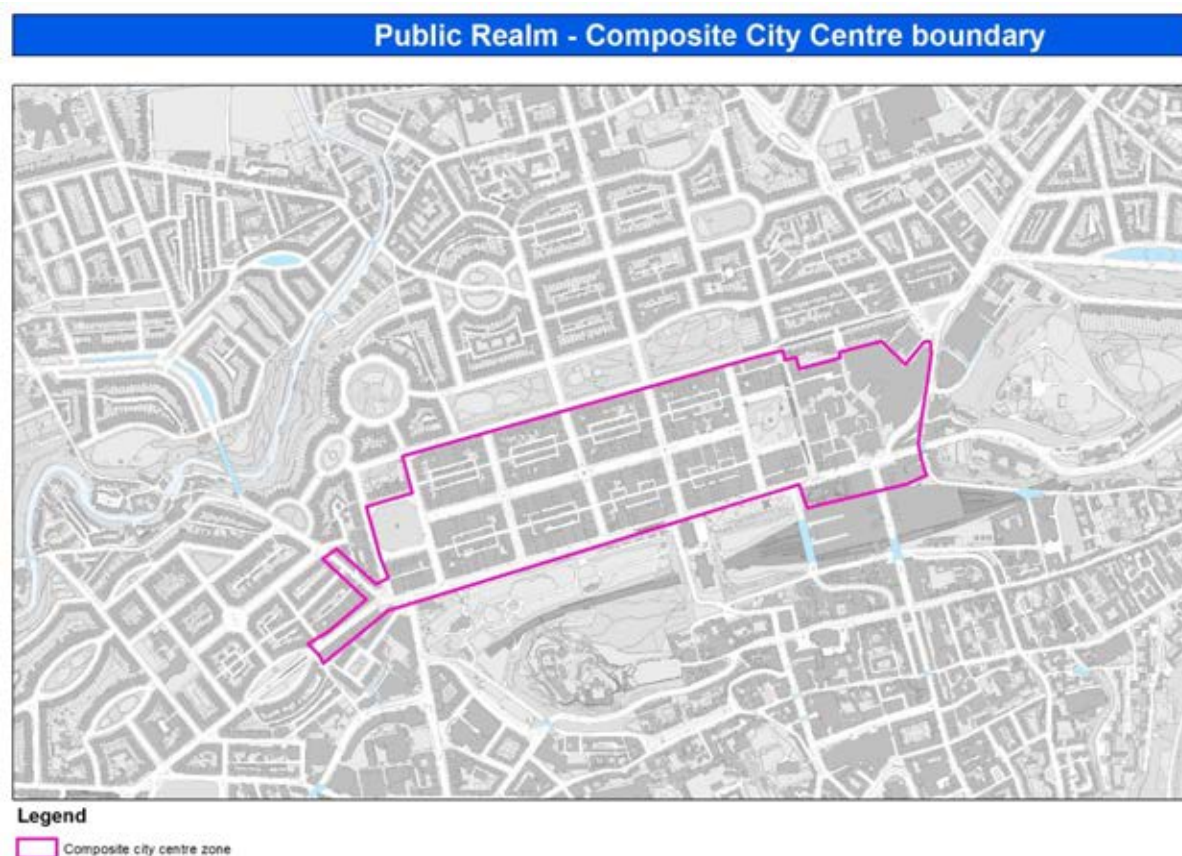 Public Realm - Composite City Centre boundary
Legend
Composite city centre zone